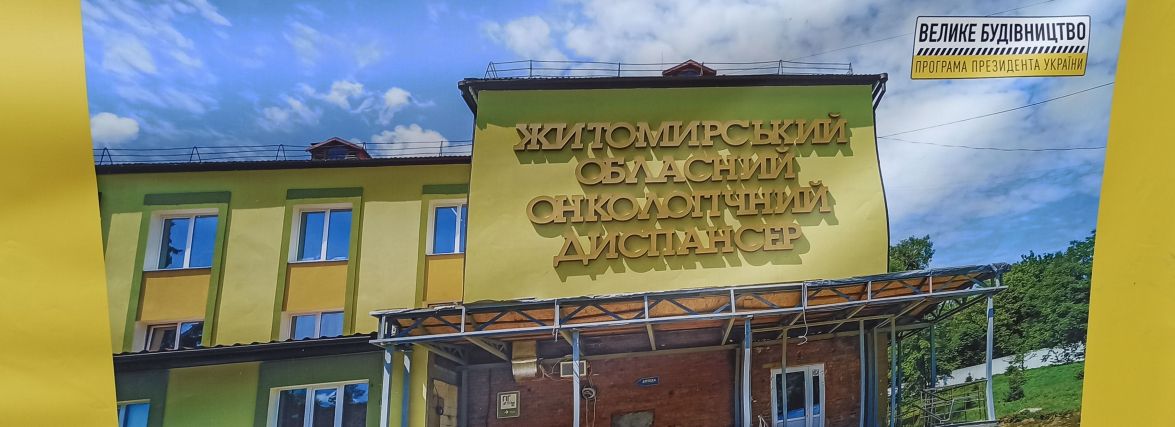 ВЕЛИКЕ БУДІВНИЦТВО
ПРОГРАМА ПРЕЗИДЕНТА УКРАЇНИ
ЖИТОМИРСЬКИЙ
ОБЛАСНИЙ
ОНКОЛОГІЧНИЙ
ДИСПАНСЕР